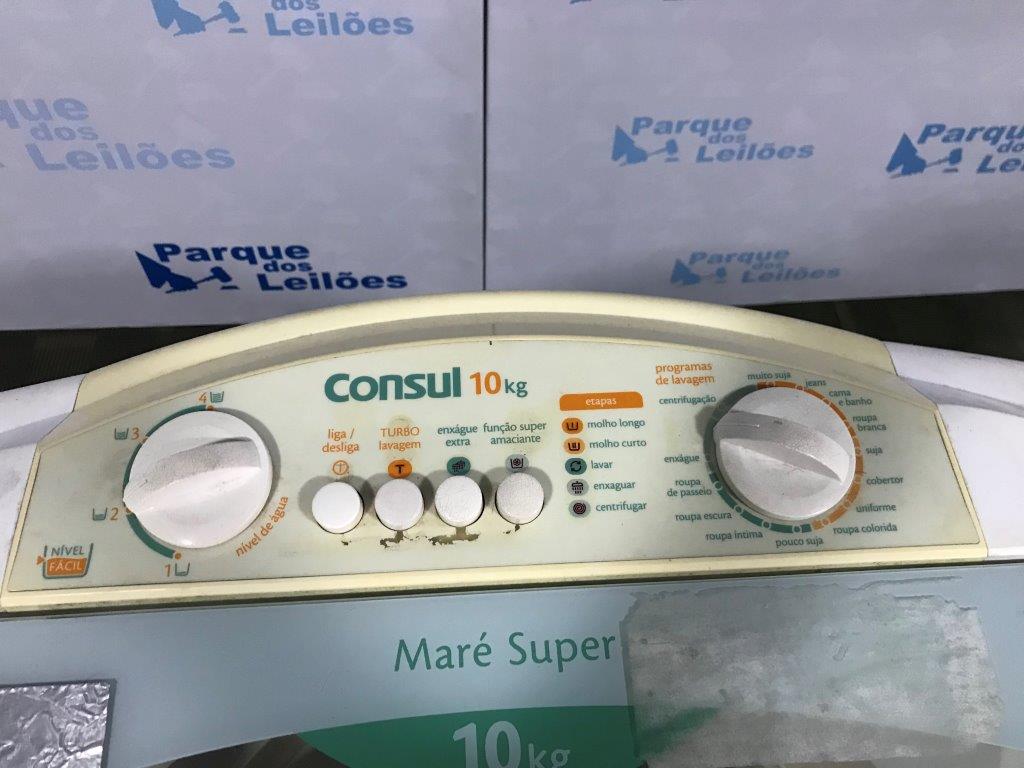 dos
Leilões
que
dos
Leilões
Parque
dos
Leilões
Parque
dos
Parque
dos
Leilões
Parque
dos
Leilões
consul 10kg
4
3
2
1
nível de água
NÍVEL
FÁCIL
liga /
desliga
TURBO
lavagem
T
enxágue
extra
função super
amaciante
etapas
molho longo
molho curto
lavar
enxaguar
centrifugar
programas
de lavagem
muito suja
jeans
cama
e banho
roupa
branca
suja
cobertor
uniforme
roupa colorida
pouco suja
roupa íntima
roupa escura
roupa
de passeio
enxágue
centrifugação
Maré Super
10kg